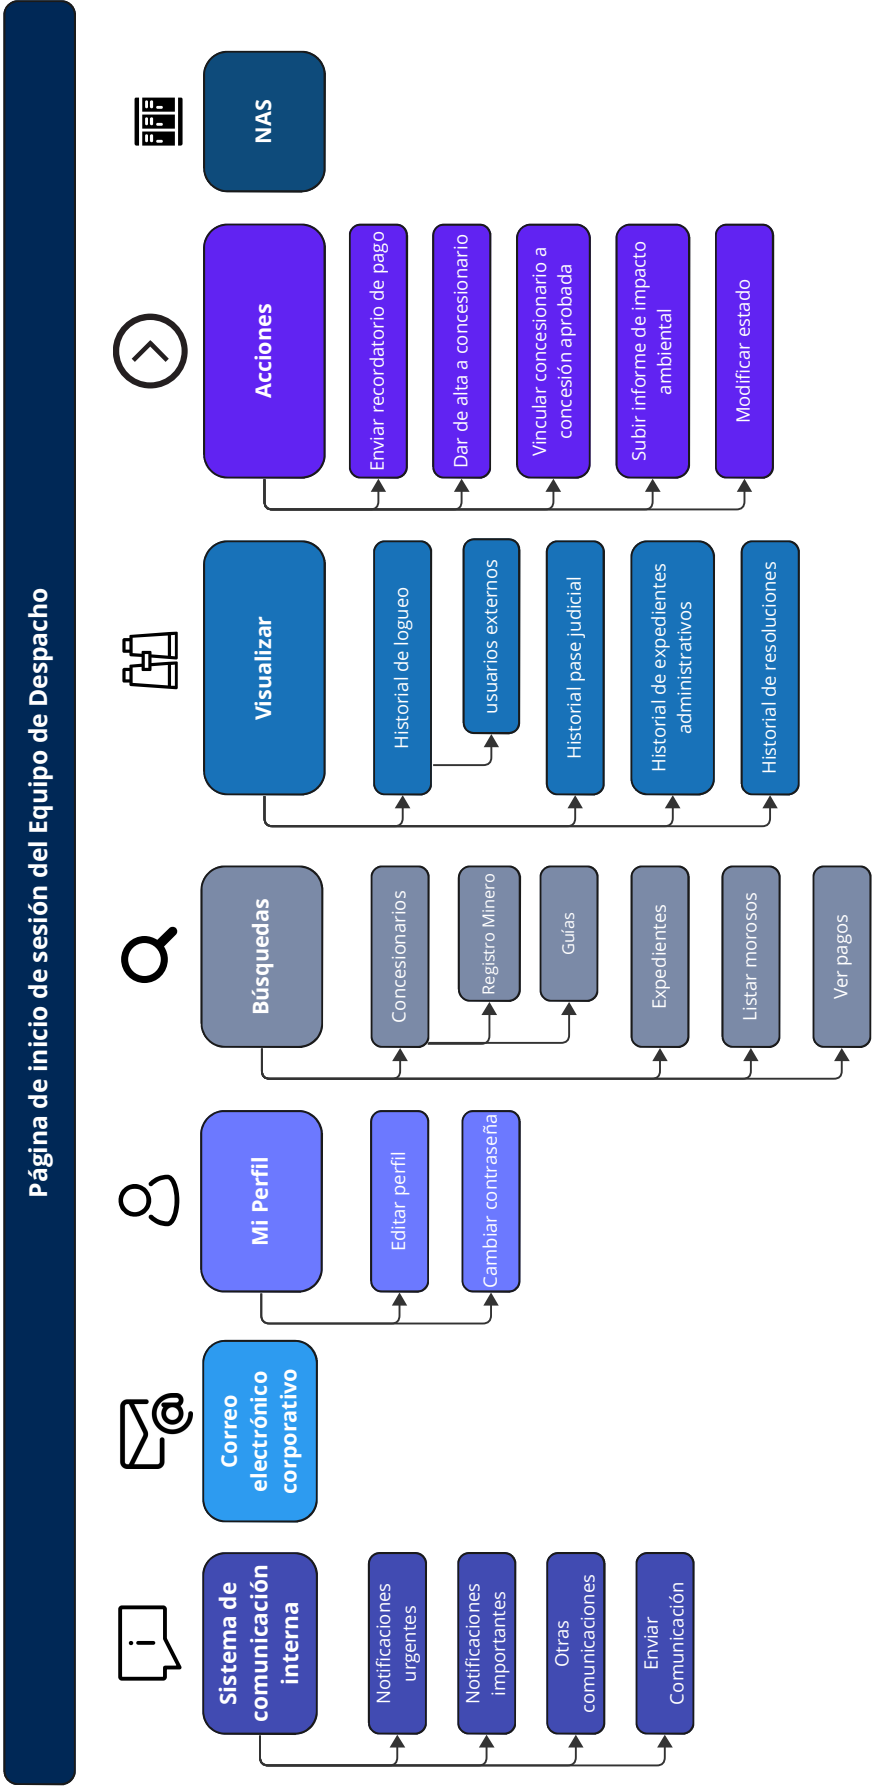 Página de inicio de sesión del Equipo de Despacho
Sistema de
comunicación
interna
Notificaciones
urgentes
Notificaciones
importantes
Otras
comunicaciones
Enviar
Comunicación
Correo
electrónico
corporativo
Mi Perfil
Editar perfil
Cambiar contraseña
Búsquedas
Concesionarios
Registro Minero
Guías
Expedientes
Listar morosos
Ver pagos
Visualizar
Historial de logueo
usuarios externos
Historial pase judicial
Historial de expedientes
administrativos
Historial de resoluciones
Acciones
Enviar recordatorio de pago
Dar de alta a concesionario
Vincular concesionario a
concesión aprobada
Subir informe de impacto
ambiental
Modificar estado
NAS